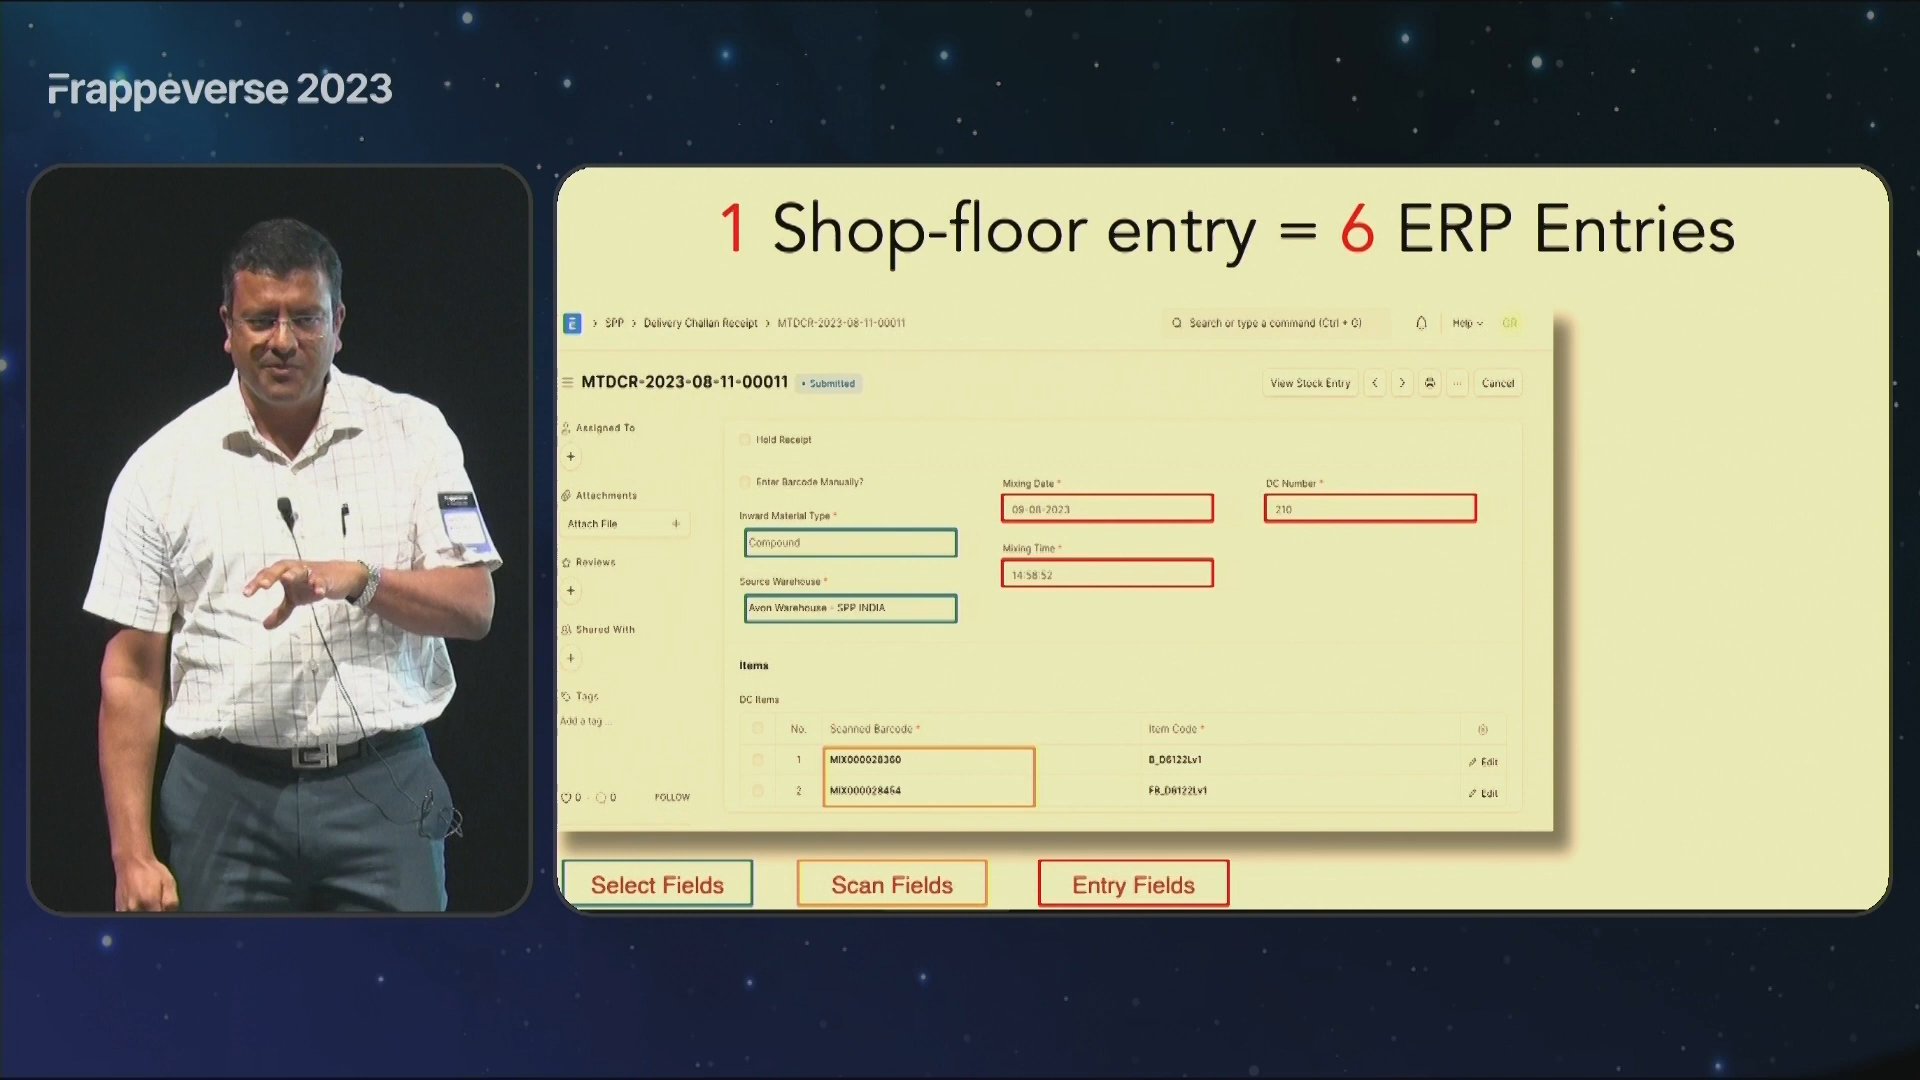 Frappeverse 2023
1 Shop-floor entry = 6 ERP Entries
E > SPP > Delivery Challan Receipt > MTDCR-2023-08-11-00011
Search or type a command (Ctrl + G)
Help
GR
MTDCR-2023-08-11-00011
• Submitted
View Stock Entry
Cancel
Assigned To
Attachments
Attach File
Reviews
Shared With
Tags
Add a tag ...
0 · 0
FOLLOW
Hold Receipt
Enter Barcode Manually?
Inward Material Type *
Compound
Source Warehouse *
Avon Warehouse - SPP INDIA
Mixing Date *
09-08-2023
Mixing Time *
14:58:52
DC Number *
210
Items
DC Items
No. Scanned Barcode * Item Code *
1 MIX000028360 B_D6122Lv1 Edit
2 MIX000028454 FB_D6122Lv1 Edit
Select Fields
Scan Fields
Entry Fields